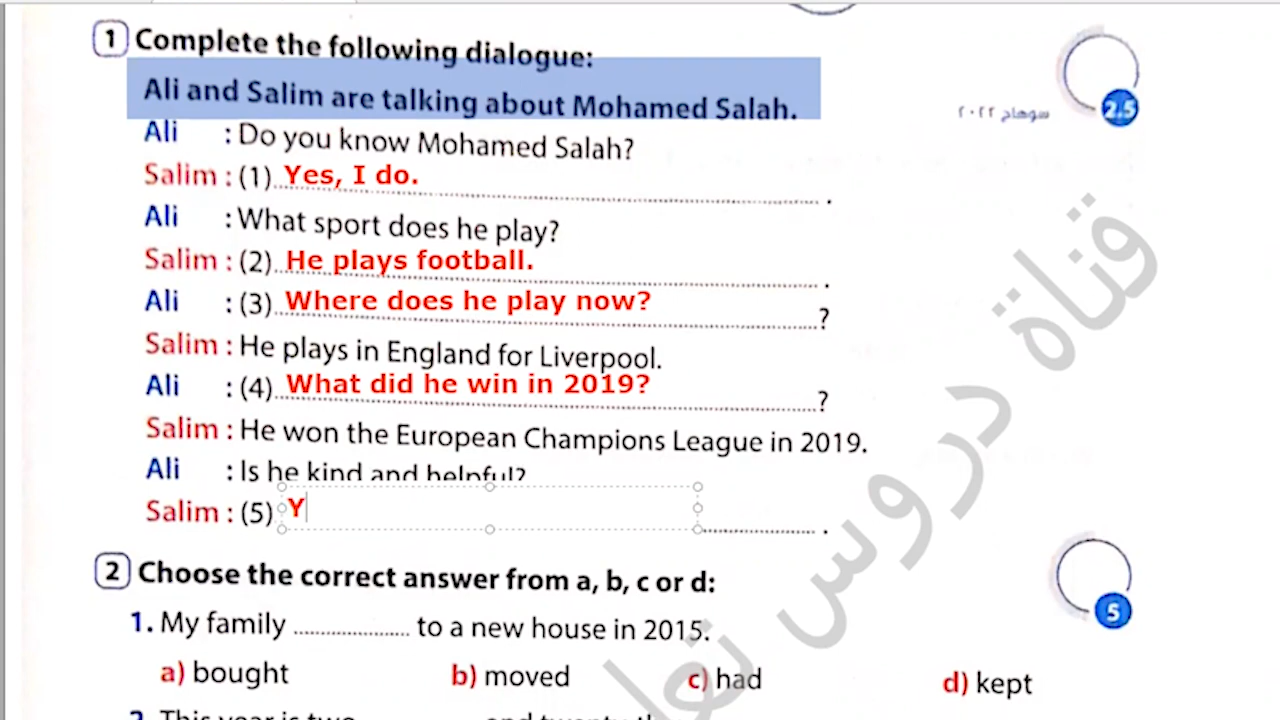 1 Complete the following dialogue:
2.5
Ali and Salim are talking about Mohamed Salah.
سوهاج ٢٠٢٢
Ali : Do you know Mohamed Salah?
Salim : (1) Yes, I do. .
Ali : What sport does he play?
Salim : (2) He plays football. .
Ali : (3) Where does he play now? ?
Salim : He plays in England for Liverpool.
Ali : (4) What did he win in 2019? ?
Salim : He won the European Champions League in 2019.
Ali : Is he kind and helpful?
Salim : (5) Y .
2 Choose the correct answer from a, b, c or d:
5
1. My family .................... to a new house in 2015.
a) bought b) moved c) had d) kept
2. This year is two
قناة دروس